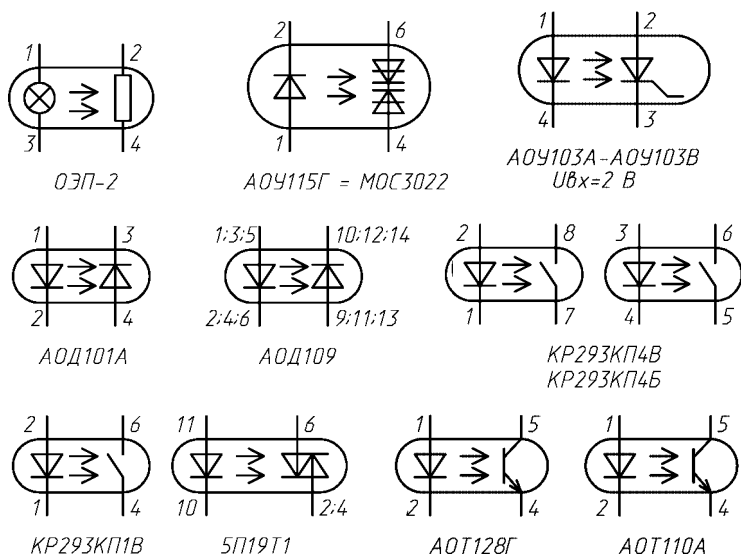 1 2
3 4
ОЭП-2
2 6
1 4
АОУ115Г = МОС3022
1 2
4 3
АОУ103А-АОУ103В
Uвх=2 В
1 3
2 4
АОД101А
1;3;5 10;12;14
2;4;6 9;11;13
АОД109
2 8
1 7
3 6
4 5
КР293КП4В
КР293КП4Б
2 6
1 4
КР293КП1В
11 6
10 2;4
5П19Т1
1 5
2 4
АОТ128Г
1 5
2 4
АОТ110А